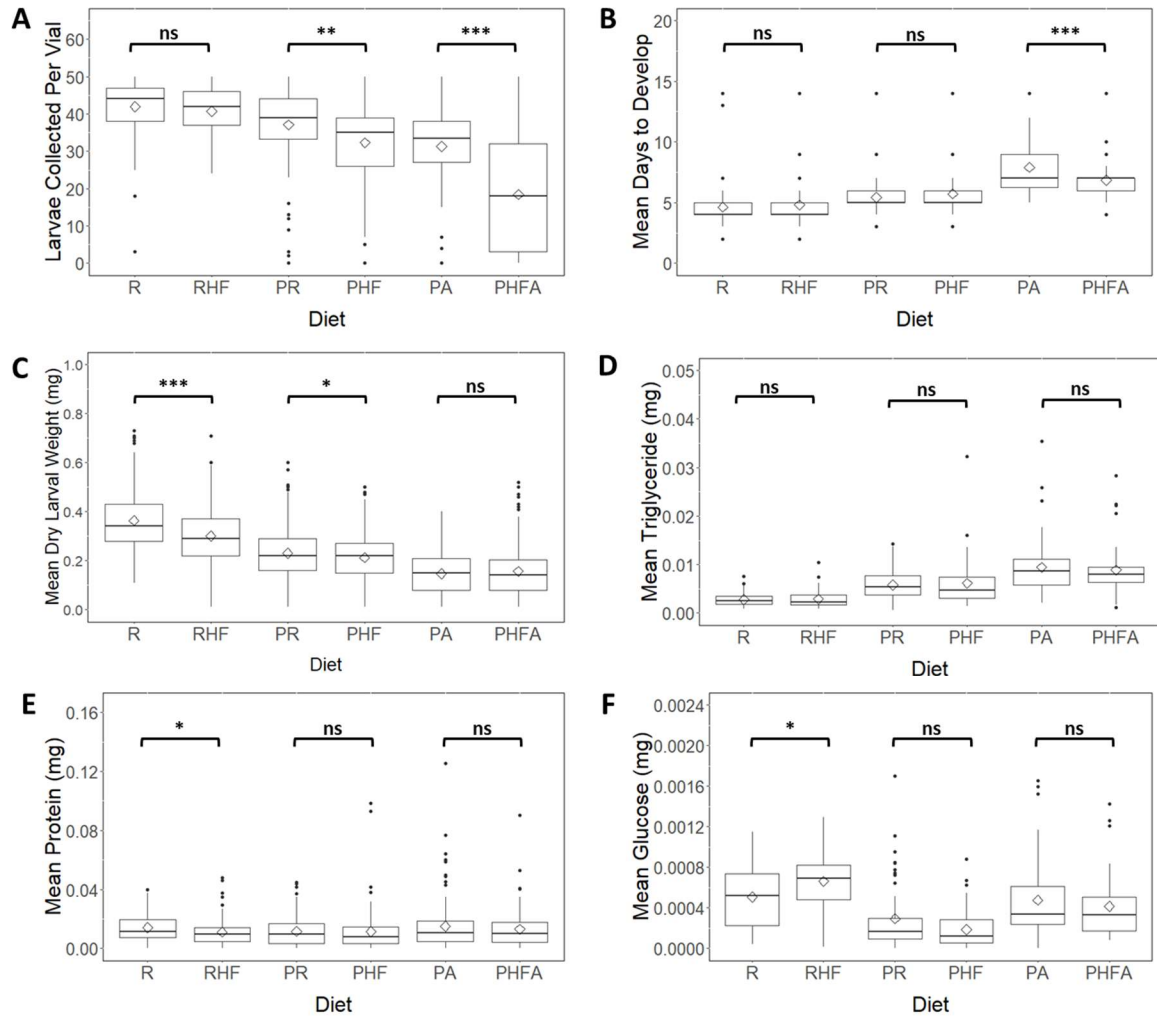 A
Larvae Collected Per Vial
60
50
40
30
20
10
0
ns
**
***
R RHF PR PHF PA PHFA
Diet
B
Mean Days to Develop
20
15
10
5
0
ns
ns
***
R RHF PR PHF PA PHFA
Diet
C
Mean Dry Larval Weight (mg)
1.0
0.8
0.6
0.4
0.2
0.0
***
*
ns
R RHF PR PHF PA PHFA
Diet
D
Mean Triglyceride (mg)
0.05
0.04
0.03
0.02
0.01
0.00
ns
ns
ns
R RHF PR PHF PA PHFA
Diet
E
Mean Protein (mg)
0.16
0.12
0.08
0.04
0.00
*
ns
ns
R RHF PR PHF PA PHFA
Diet
F
Mean Glucose (mg)
0.0024
0.0020
0.0016
0.0012
0.0008
0.0004
0.0000
*
ns
ns
R RHF PR PHF PA PHFA
Diet